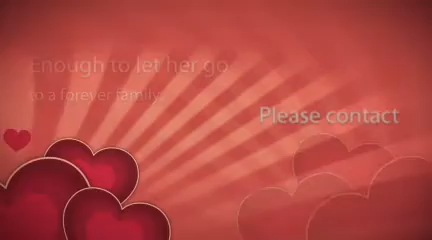 Enough to let her go
to a forever family.
Please contact